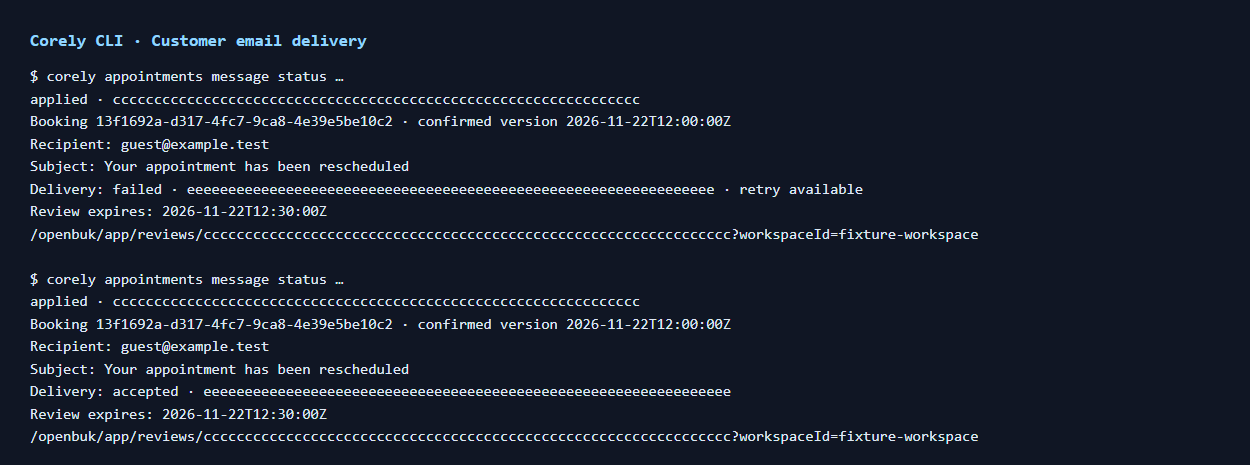 Corely CLI · Customer email delivery
$ corely appointments message status …
applied · cccccccccccccccccccccccccccccccccccccccccccccccccccccccccccccccc
Booking 13f1692a-d317-4fc7-9ca8-4e39e5be10c2 · confirmed version 2026-11-22T12:00:00Z
Recipient: guest@example.test
Subject: Your appointment has been rescheduled
Delivery: failed · eeeeeeeeeeeeeeeeeeeeeeeeeeeeeeeeeeeeeeeeeeeeeeeeeeeeeeeeeeeeeeee · retry available
Review expires: 2026-11-22T12:30:00Z
/openbuk/app/reviews/cccccccccccccccccccccccccccccccccccccccccccccccccccccccccccccccc?workspaceId=fixture-workspace
$ corely appointments message status …
applied · cccccccccccccccccccccccccccccccccccccccccccccccccccccccccccccccc
Booking 13f1692a-d317-4fc7-9ca8-4e39e5be10c2 · confirmed version 2026-11-22T12:00:00Z
Recipient: guest@example.test
Subject: Your appointment has been rescheduled
Delivery: accepted · eeeeeeeeeeeeeeeeeeeeeeeeeeeeeeeeeeeeeeeeeeeeeeeeeeeeeeeeeeeeeeee
Review expires: 2026-11-22T12:30:00Z
/openbuk/app/reviews/cccccccccccccccccccccccccccccccccccccccccccccccccccccccccccccccc?workspaceId=fixture-workspace